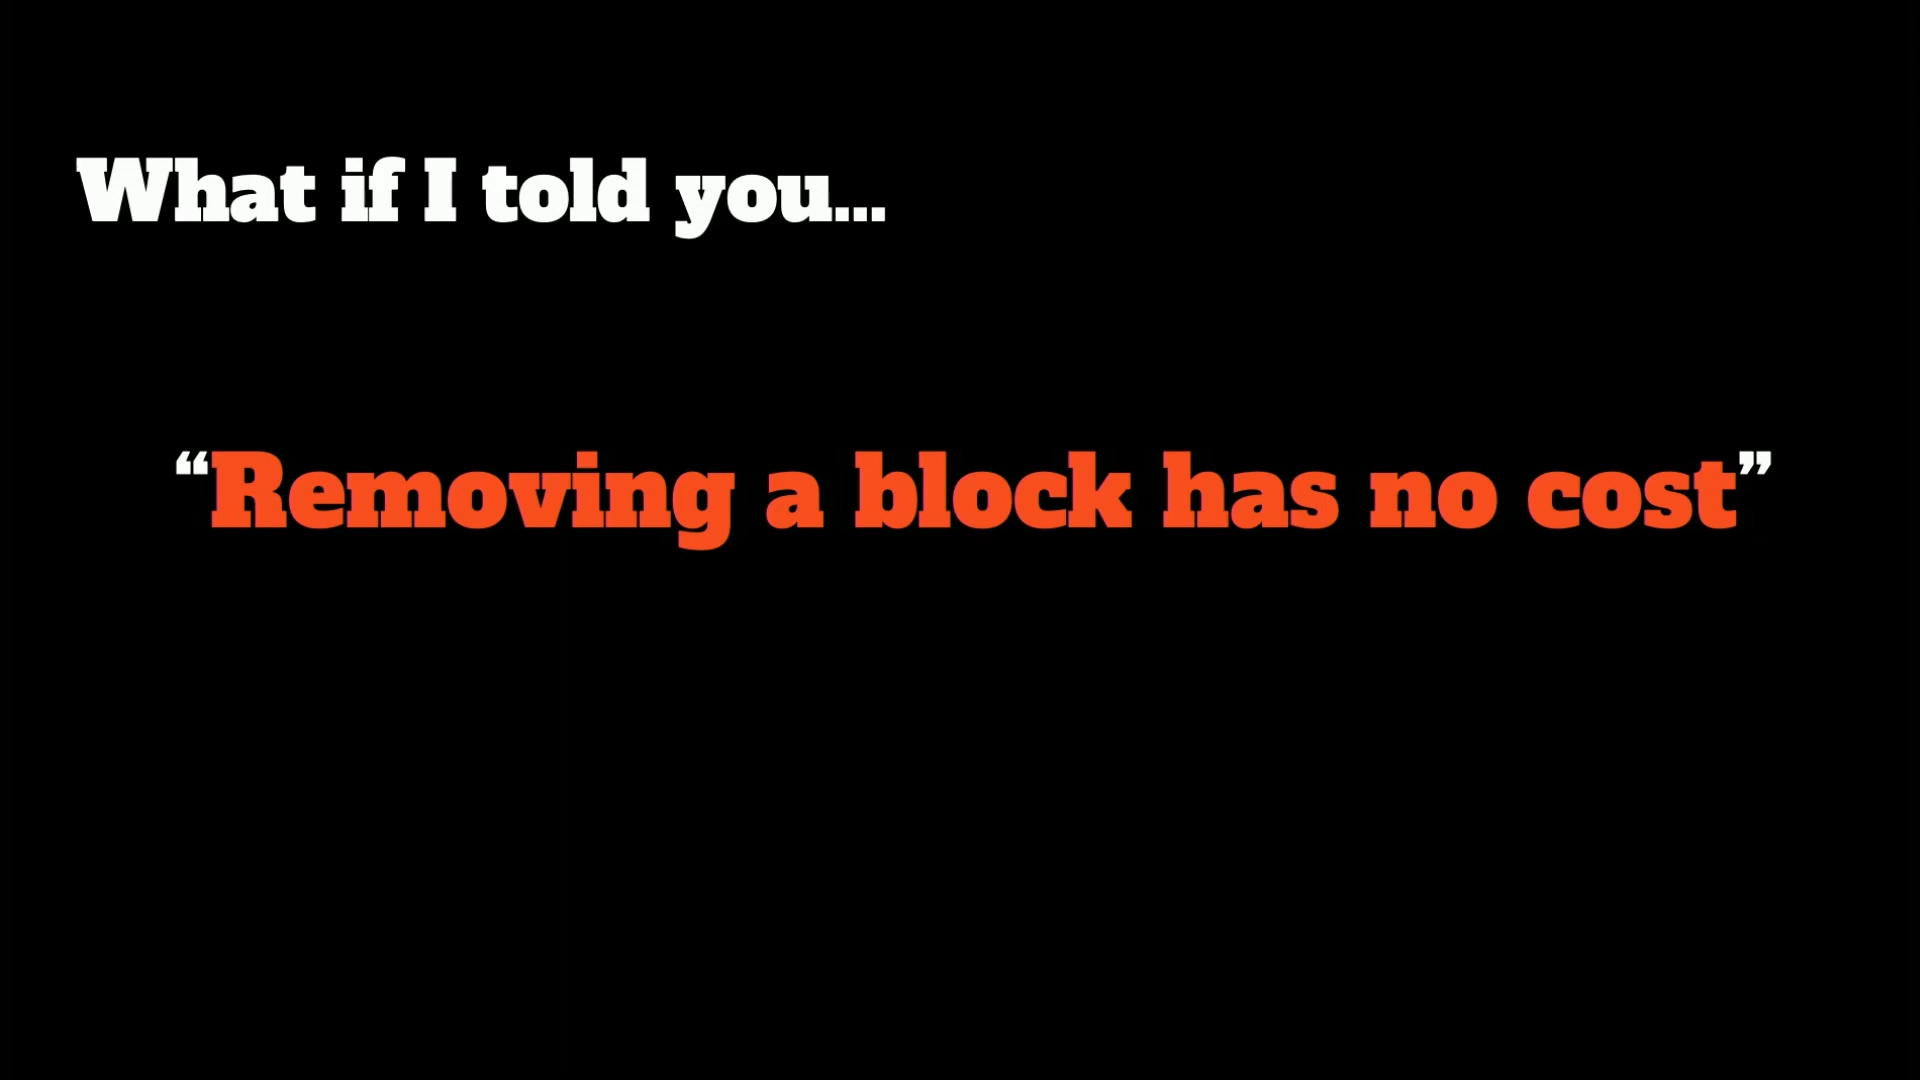 What if I told you...
“Removing a block has no cost”